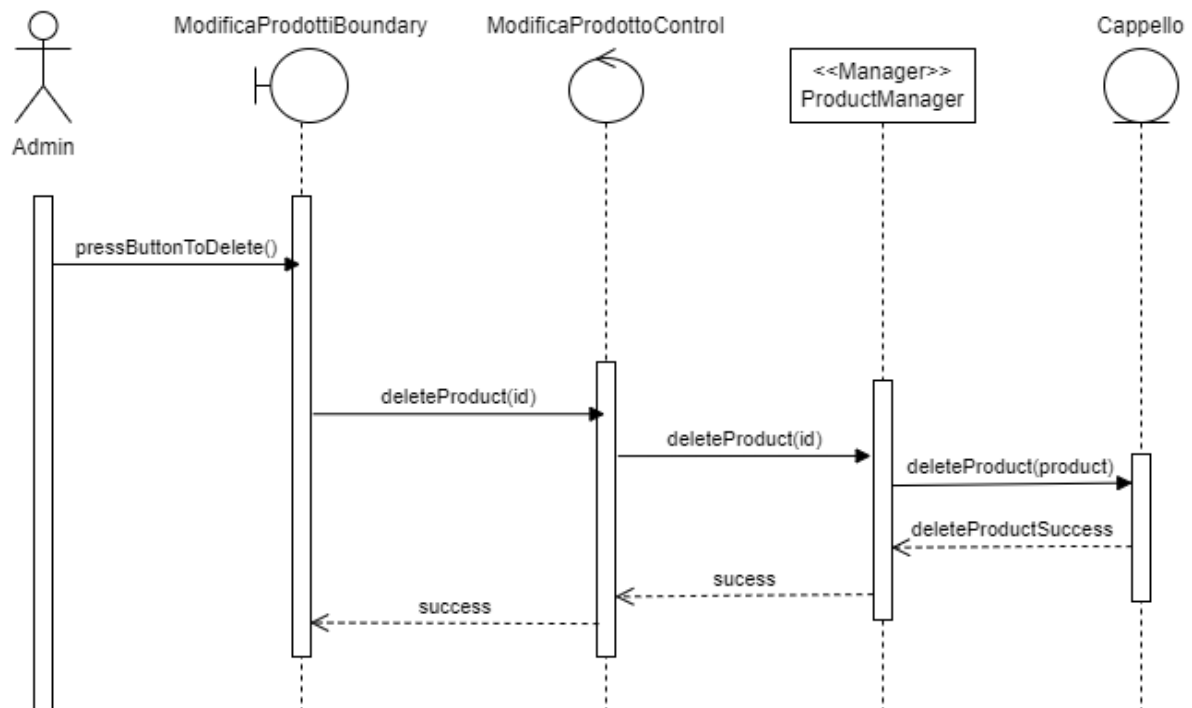 ModificaProdottiBoundary
ModificaProdottoControl
Cappello
<<Manager>>
ProductManager
Admin
pressButtonToDelete()
deleteProduct(id)
deleteProduct(id)
deleteProduct(product)
deleteProductSuccess
sucess
success